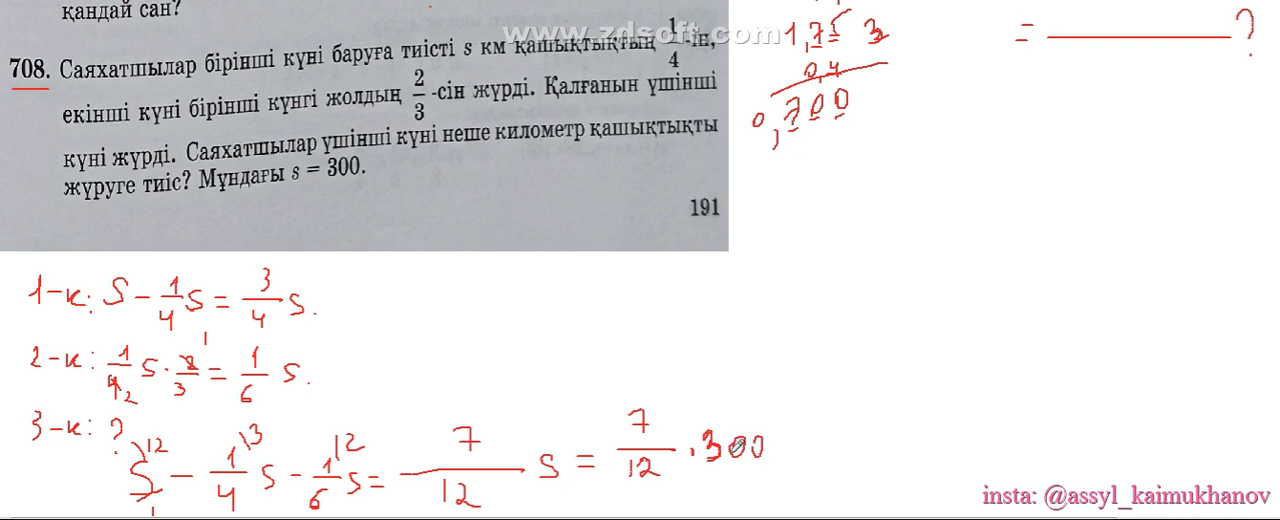 қандай сан?
www.zdsoft.com
708. Саяхатшылар бірінші күні баруға тиісті s км қашықтықтың 1/4-ін,
екінші күні бірінші күнгі жолдың 2/3-сін жүрді. Қалғанын үшінші
күні жүрді. Саяхатшылар үшінші күні неше километр қашықтықты
жүруге тиіс? Мұндағы s = 300.
191
1,75 3
0,4
0,700
= ?
1-к: S - 1/4 S = 3/4 S.
2-к: 1/4 S · 2/3 = 1/6 S.
3-к: ?
S - 1/4 S - 1/6 S = 7/12 S = 7/12 · 300
insta: @assyl_kaimukhanov